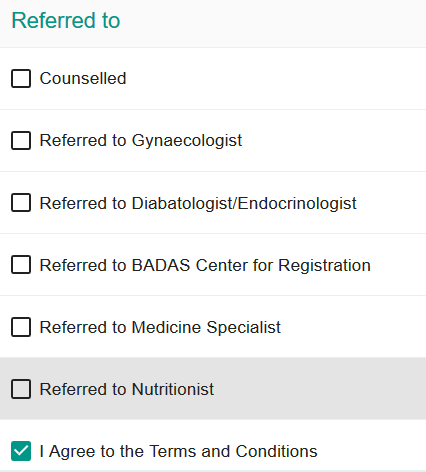 Referred to
Counselled
Referred to Gynaecologist
Referred to Diabatologist/Endocrinologist
Referred to BADAS Center for Registration
Referred to Medicine Specialist
Referred to Nutritionist
I Agree to the Terms and Conditions